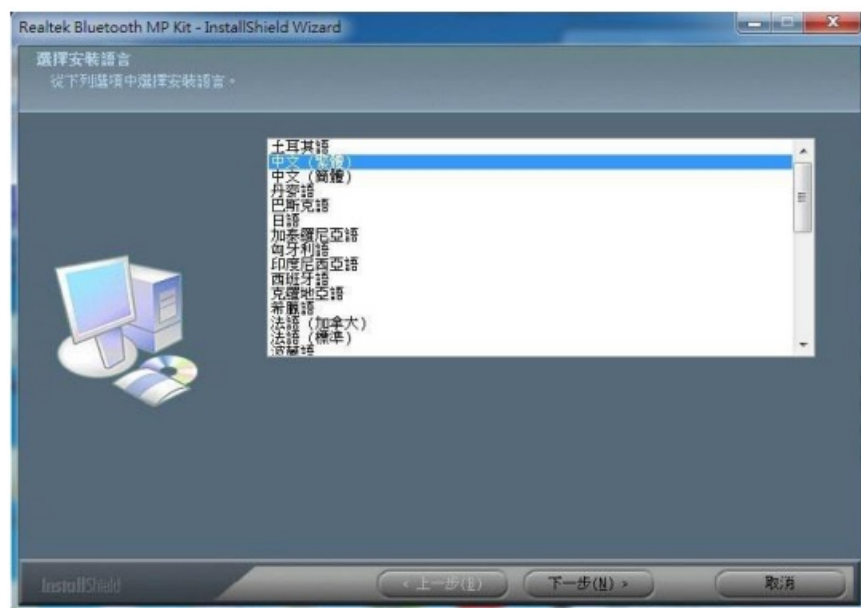 Realtek Bluetooth MP Kit - InstallShield Wizard
選擇安裝語言
從下列選項中選擇安裝語言。
土耳其語
中文 (繁體)
中文 (簡體)
丹麥語
巴斯克語
日語
加泰羅尼亞語
匈牙利語
印度尼西亞語
西班牙語
克羅地亞語
希臘語
法語 (加拿大)
法語 (標準)
波蘭語
InstallShield
< 上一步(B)
下一步(N) >
取消